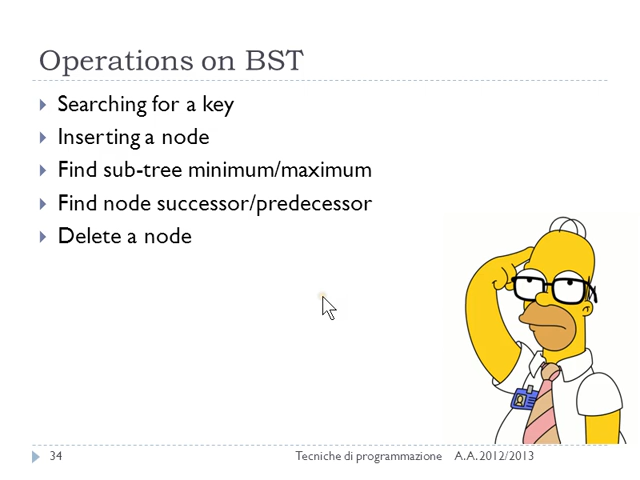 Operations on BST
Searching for a key
Inserting a node
Find sub-tree minimum/maximum
Find node successor/predecessor
Delete a node
34 Tecniche di programmazione A.A. 2012/2013